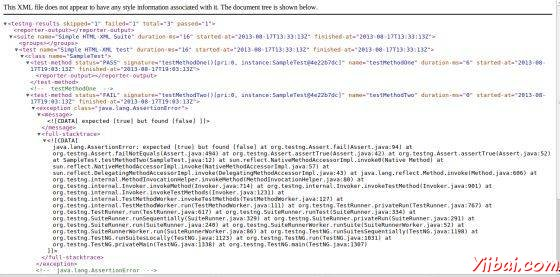 This XML file does not appear to have any style information associated with it. The document tree is shown below.
▼<testng-results skipped="1" failed="1" total="3" passed="1">
<reporter-output></reporter-output>
▼<suite name="Simple HTML XML Suite" duration-ms="16" started-at="2013-08-17T13:33:13Z" finished-at="2013-08-17T19:03:13Z">
<groups></groups>
▼<test name="Simple HTML-XML test" duration-ms="16" started-at="2013-08-17T13:33:13Z" finished-at="2013-08-17T19:03:13Z">
▼<class name="SampleTest">
▼<test-method status="PASS" signature="testMethodOne()[pri:0, instance:SampleTest@4e22b7dc]" name="testMethodOne" duration-ms="6" started-at="2013-08-
17T19:03:13Z" finished-at="2013-08-17T19:03:13Z">
<reporter-output></reporter-output>
</test-method>
<!-- testMethodOne -->
▼<test-method status="FAIL" signature="testMethodTwo()[pri:0, instance:SampleTest@4e22b7dc]" name="testMethodTwo" duration-ms="0" started-at="2013-08-
17T19:03:13Z" finished-at="2013-08-17T19:03:13Z">
▼<exception class="java.lang.AssertionError">
▼<message>
<![CDATA[ expected [true] but found [false] ]]>
</message>
▼<full-stacktrace>
▼<![CDATA[
java.lang.AssertionError: expected [true] but found [false] at org.testng.Assert.fail(Assert.java:94) at
org.testng.Assert.failNotEquals(Assert.java:494) at org.testng.Assert.assertTrue(Assert.java:42) at org.testng.Assert.assertTrue(Assert.java:52)
at SampleTest.testMethodTwo(SampleTest.java:12) at sun.reflect.NativeMethodAccessorImpl.invoke0(Native Method) at
sun.reflect.NativeMethodAccessorImpl.invoke(NativeMethodAccessorImpl.java:57) at
sun.reflect.DelegatingMethodAccessorImpl.invoke(DelegatingMethodAccessorImpl.java:43) at java.lang.reflect.Method.invoke(Method.java:606) at
org.testng.internal.MethodInvocationHelper.invokeMethod(MethodInvocationHelper.java:80) at
org.testng.internal.Invoker.invokeMethod(Invoker.java:714) at org.testng.internal.Invoker.invokeTestMethod(Invoker.java:901) at
org.testng.internal.Invoker.invokeTestMethods(Invoker.java:1231) at
org.testng.internal.TestMethodWorker.invokeTestMethods(TestMethodWorker.java:127) at
org.testng.internal.TestMethodWorker.run(TestMethodWorker.java:111) at org.testng.TestRunner.privateRun(TestRunner.java:767) at
org.testng.TestRunner.run(TestRunner.java:617) at org.testng.SuiteRunner.runTest(SuiteRunner.java:334) at
org.testng.SuiteRunner.runSequentially(SuiteRunner.java:329) at org.testng.SuiteRunner.privateRun(SuiteRunner.java:291) at
org.testng.SuiteRunner.run(SuiteRunner.java:240) at org.testng.SuiteRunnerWorker.runSuite(SuiteRunnerWorker.java:52) at
org.testng.SuiteRunnerWorker.run(SuiteRunnerWorker.java:86) at org.testng.TestNG.runSuitesSequentially(TestNG.java:1198) at
org.testng.TestNG.runSuitesLocally(TestNG.java:1123) at org.testng.TestNG.run(TestNG.java:1031) at
org.testng.TestNG.privateMain(TestNG.java:1338) at org.testng.TestNG.main(TestNG.java:1307)
]]>
</full-stacktrace>
</exception>
<!-- java.lang.AssertionError -->
Yiibai.com